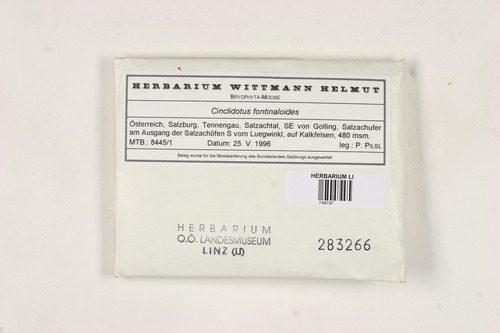 HERBARIUM WITTMANN HELMUT
BRYOPHYTA-MOOSE
Cinclidotus fontinaloides
Österreich, Salzburg, Tennengau, Salzachtal, SE von Golling, Salzachufer
am Ausgang der Salzachöfen S vom Luegwinkl, auf Kalkfelsen, 480 msm.
MTB.: 8445/1 Datum: 25. V. 1996 leg.: P. PILSL
Beleg wurde für die Mooskartierung des Bundeslandes Salzburgs ausgewertet
HERBARIUM LI
748797
HERBARIUM
O.Ö. LANDESMUSEUM
LINZ (LI)
283266